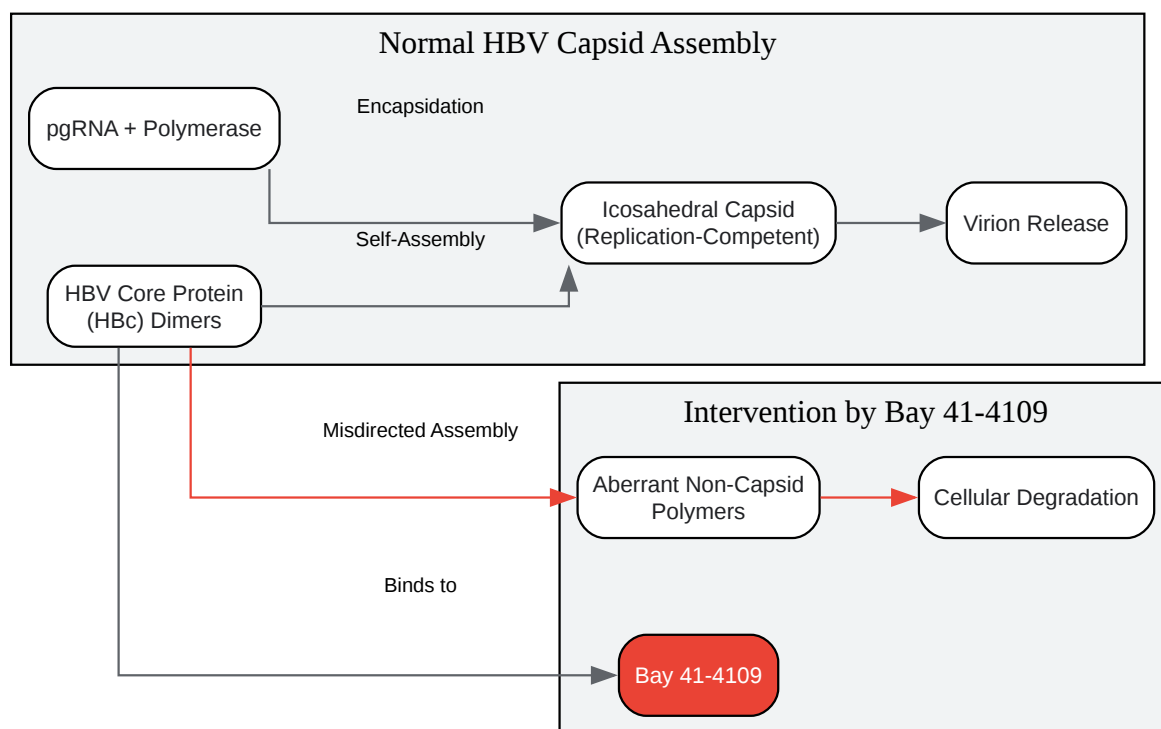 Normal HBV Capsid Assembly
Encapsidation
pgRNA + Polymerase
Icosahedral Capsid
(Replication-Competent)
Virion Release
Self-Assembly
HBV Core Protein
(HBc) Dimers
Intervention by Bay 41-4109
Misdirected Assembly
Aberrant Non-Capsid
Polymers
Cellular Degradation
Binds to
Bay 41-4109